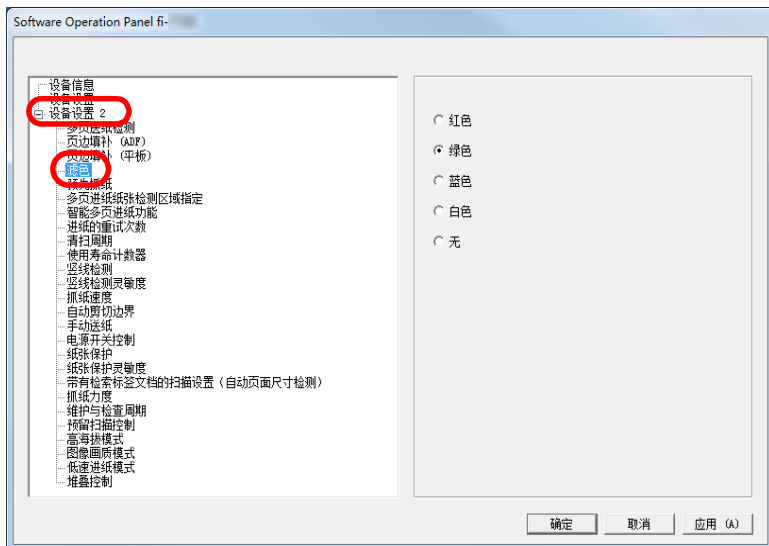 Software Operation Panel fi-
设备信息
设备设置
设备设置 2
多页送纸检测
页边填补 (ADF)
页边填补 (平板)
滤色
预先抓纸
多页进纸纸张检测区域指定
智能多页进纸功能
进纸的重试次数
清扫周期
使用寿命计数器
竖线检测
竖线检测灵敏度
抓纸速度
自动剪切边界
手动送纸
电源开关控制
纸张保护
纸张保护灵敏度
带有检索标签文档的扫描设置(自动页面尺寸检测)
抓纸力度
维护与检查周期
预留扫描控制
高海拔模式
图像画质模式
低速进纸模式
堆叠控制
红色
绿色
蓝色
白色
无
确定
取消
应用 (A)